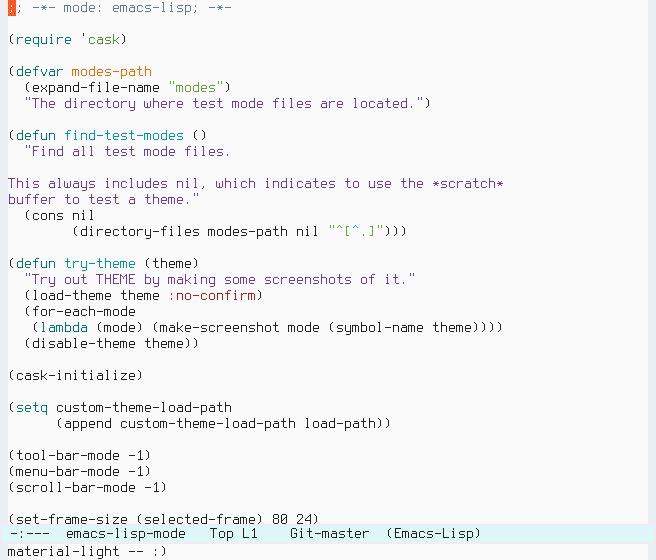 ;; -*- mode: emacs-lisp; -*-

(require 'cask)

(defvar modes-path
  (expand-file-name "modes")
  "The directory where test mode files are located.")

(defun find-test-modes ()
  "Find all test mode files.

This always includes nil, which indicates to use the *scratch*
buffer to test a theme."
  (cons nil
        (directory-files modes-path nil "^[^.]")))

(defun try-theme (theme)
  "Try out THEME by making some screenshots of it."
  (load-theme theme :no-confirm)
  (for-each-mode
   (lambda (mode) (make-screenshot mode (symbol-name theme))))
  (disable-theme theme))

(cask-initialize)

(setq custom-theme-load-path
      (append custom-theme-load-path load-path))

(tool-bar-mode -1)
(menu-bar-mode -1)
(scroll-bar-mode -1)

(set-frame-size (selected-frame) 80 24)
-:---  emacs-lisp-mode   Top L1    Git-master  (Emacs-Lisp)
material-light -- :)